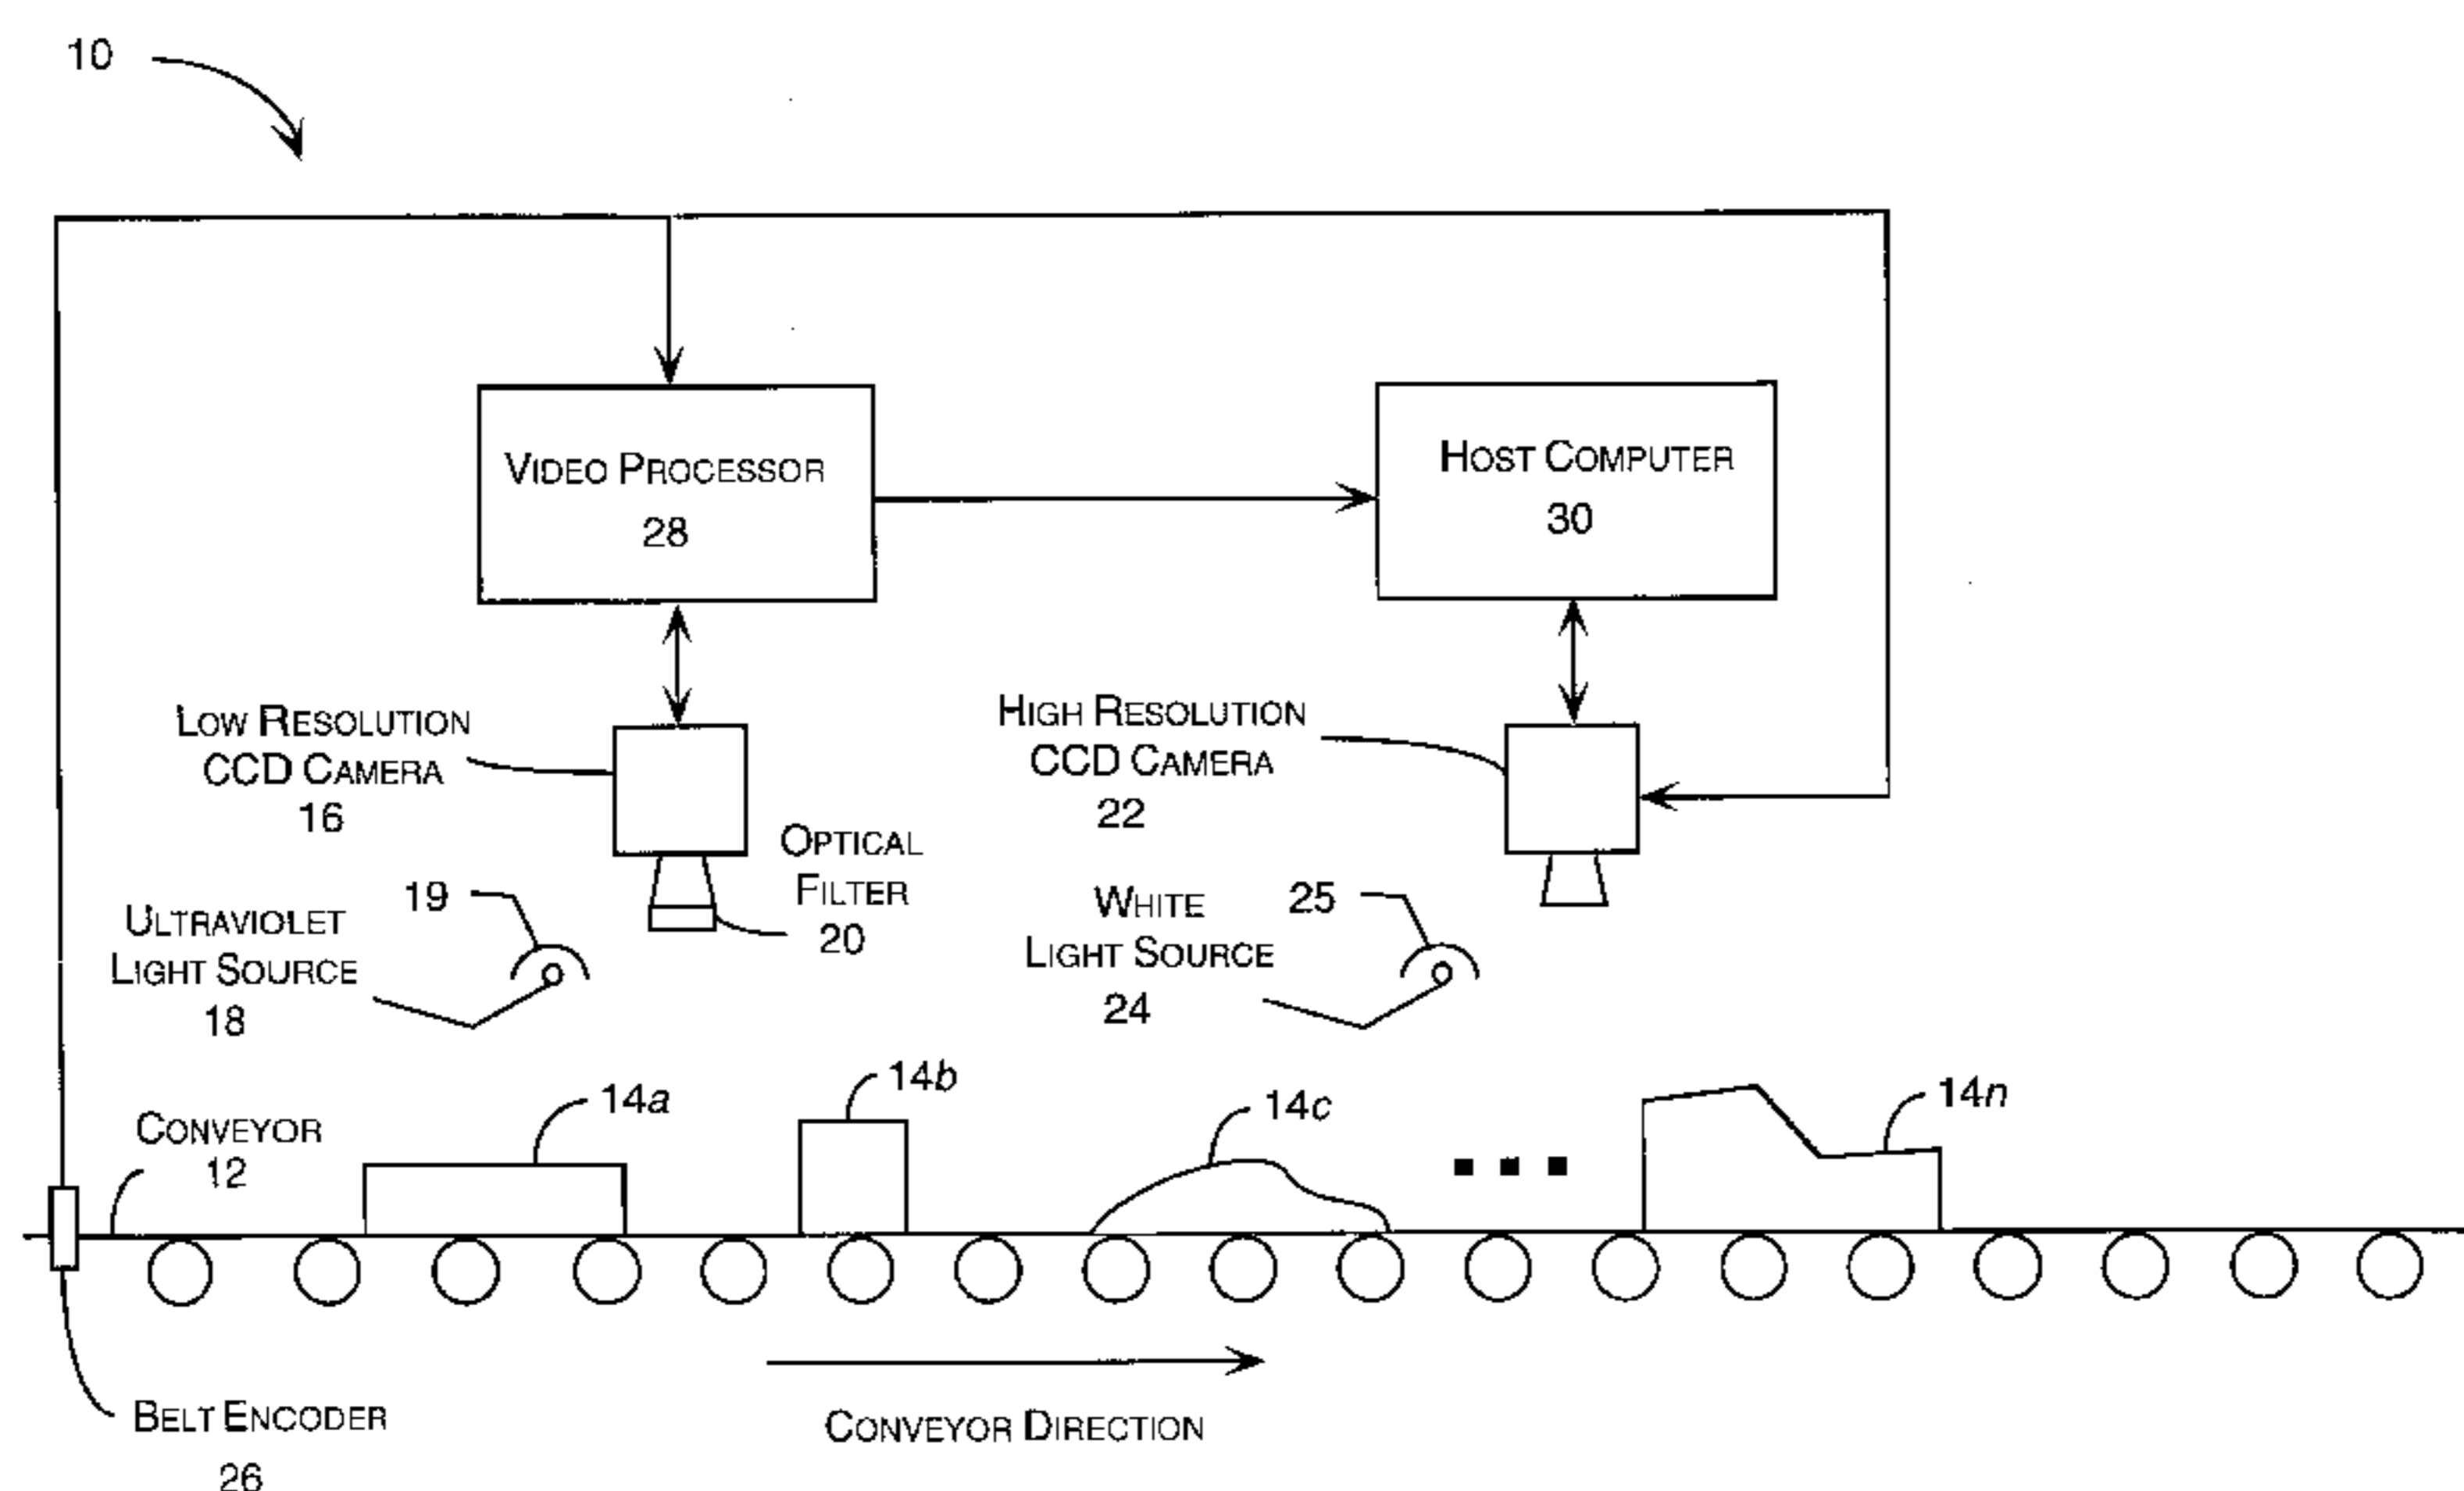 10
VIDEO PROCESSOR
28
HOST COMPUTER
30
LOW RESOLUTION
CCD CAMERA
16
HIGH RESOLUTION
CCD CAMERA
22
OPTICAL
FILTER
20
19
ULTRAVIOLET
LIGHT SOURCE
18
WHITE
LIGHT SOURCE
24
25
CONVEYOR
12
14a
14b
14c
14n
BELT ENCODER
26
CONVEYOR DIRECTION